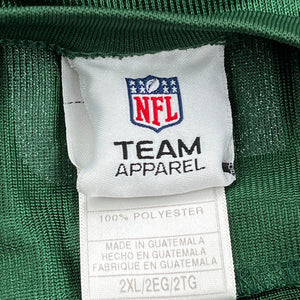 NFL
TEAM
APPAREL
100% POLYESTER
MADE IN GUATEMALA
HECHO EN GUATEMALA
FABRIQUÉ EN GUATEMALA
2XL/2EG/2TG